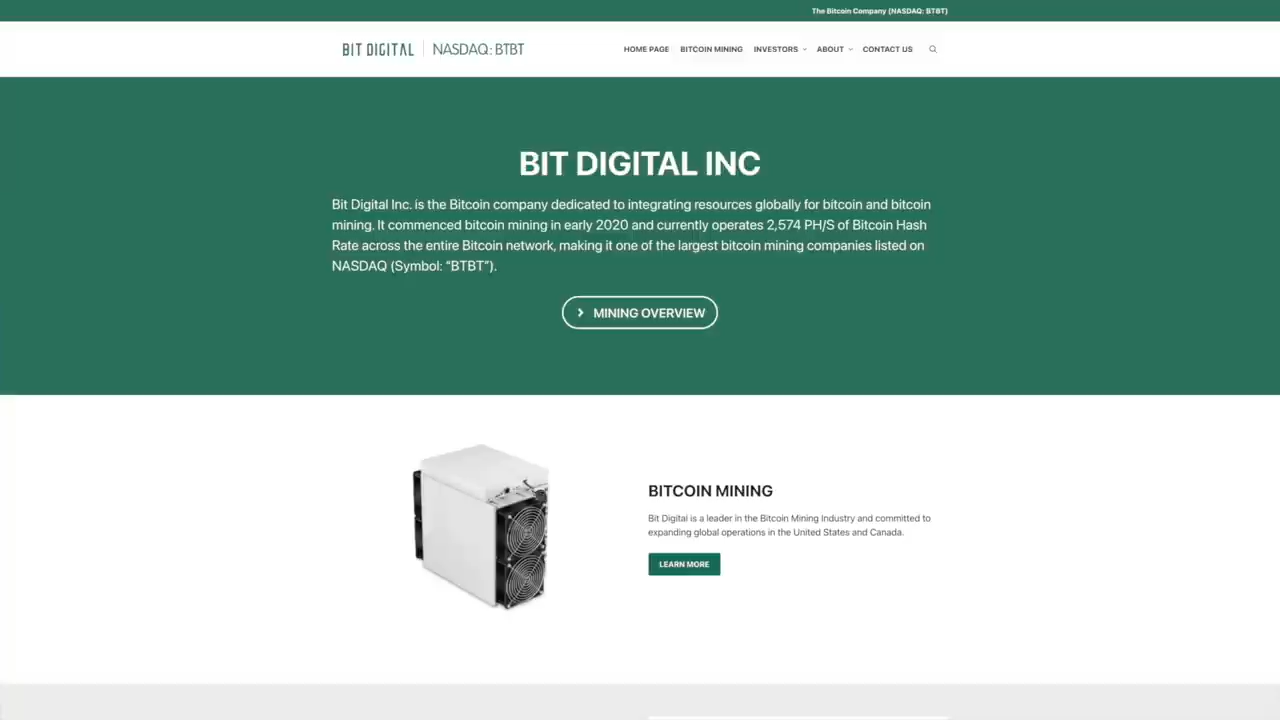 The Bitcoin Company (NASDAQ: BTBT)
BIT DIGITAL NASDAQ: BTBT
HOME PAGE BITCOIN MINING INVESTORS ABOUT CONTACT US
BIT DIGITAL INC
Bit Digital Inc. is the Bitcoin company dedicated to integrating resources globally for bitcoin and bitcoin
mining. It commenced bitcoin mining in early 2020 and currently operates 2,574 PH/S of Bitcoin Hash
Rate across the entire Bitcoin network, making it one of the largest bitcoin mining companies listed on
NASDAQ (Symbol: “BTBT”).
MINING OVERVIEW
BITCOIN MINING
Bit Digital is a leader in the Bitcoin Mining Industry and committed to
expanding global operations in the United States and Canada.
LEARN MORE